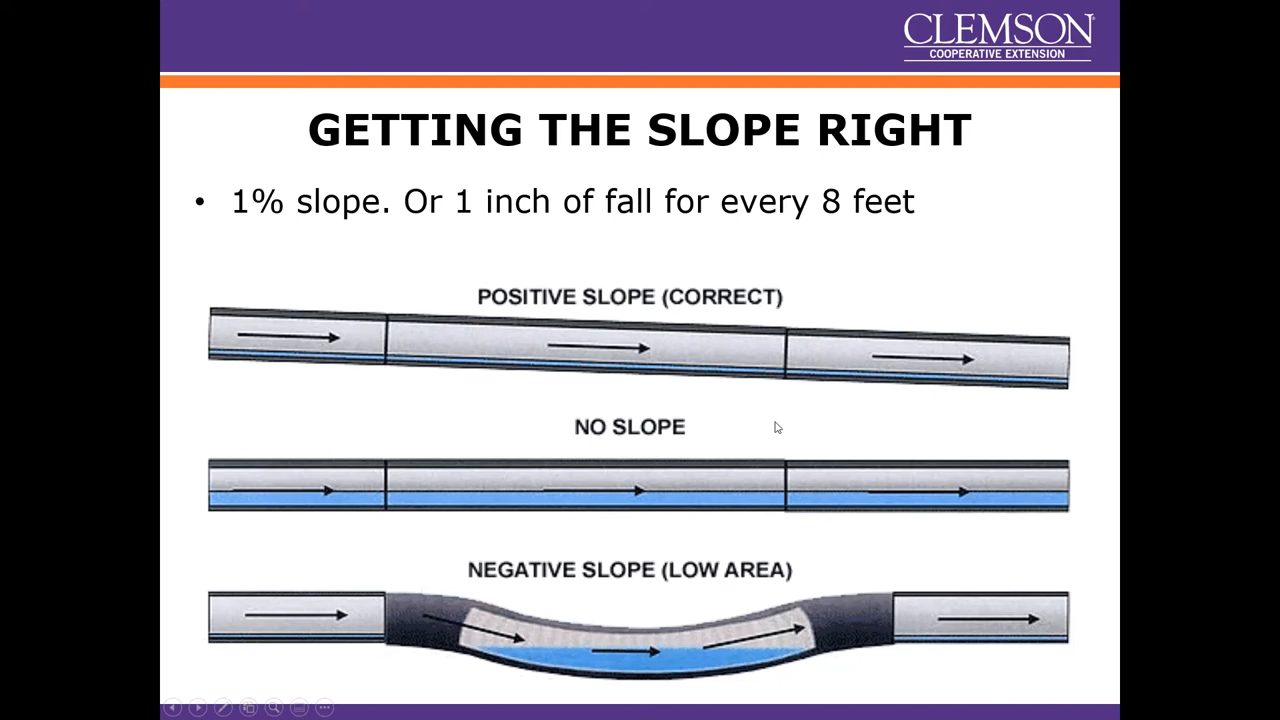 CLEMSON
COOPERATIVE EXTENSION
GETTING THE SLOPE RIGHT
• 1% slope. Or 1 inch of fall for every 8 feet
POSITIVE SLOPE (CORRECT)
NO SLOPE
NEGATIVE SLOPE (LOW AREA)